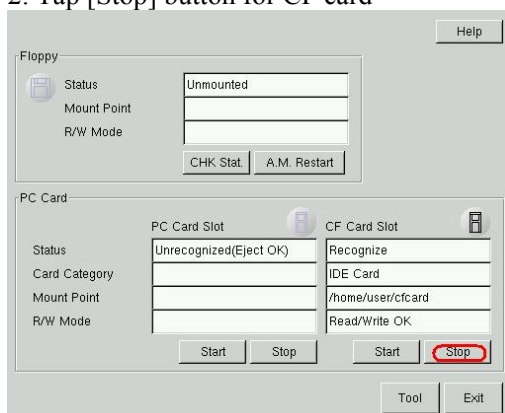 2. Tap [Stop] button for CF card
Help
Floppy
Status Unmounted
Mount Point
R/W Mode
CHK Stat. A.M. Restart
PC Card
PC Card Slot CF Card Slot
Status Unrecognized(Eject OK) Recognize
Card Category IDE Card
Mount Point /home/user/cfcard
R/W Mode Read/Write OK
Start Stop Start Stop
Tool Exit